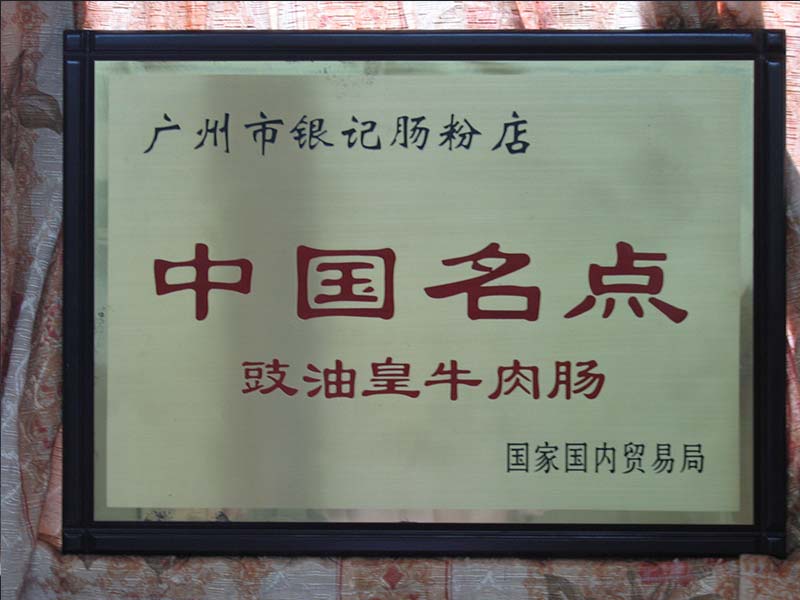 广州市银记肠粉店
中国名点
豉油皇牛肉肠
国家国内贸易局